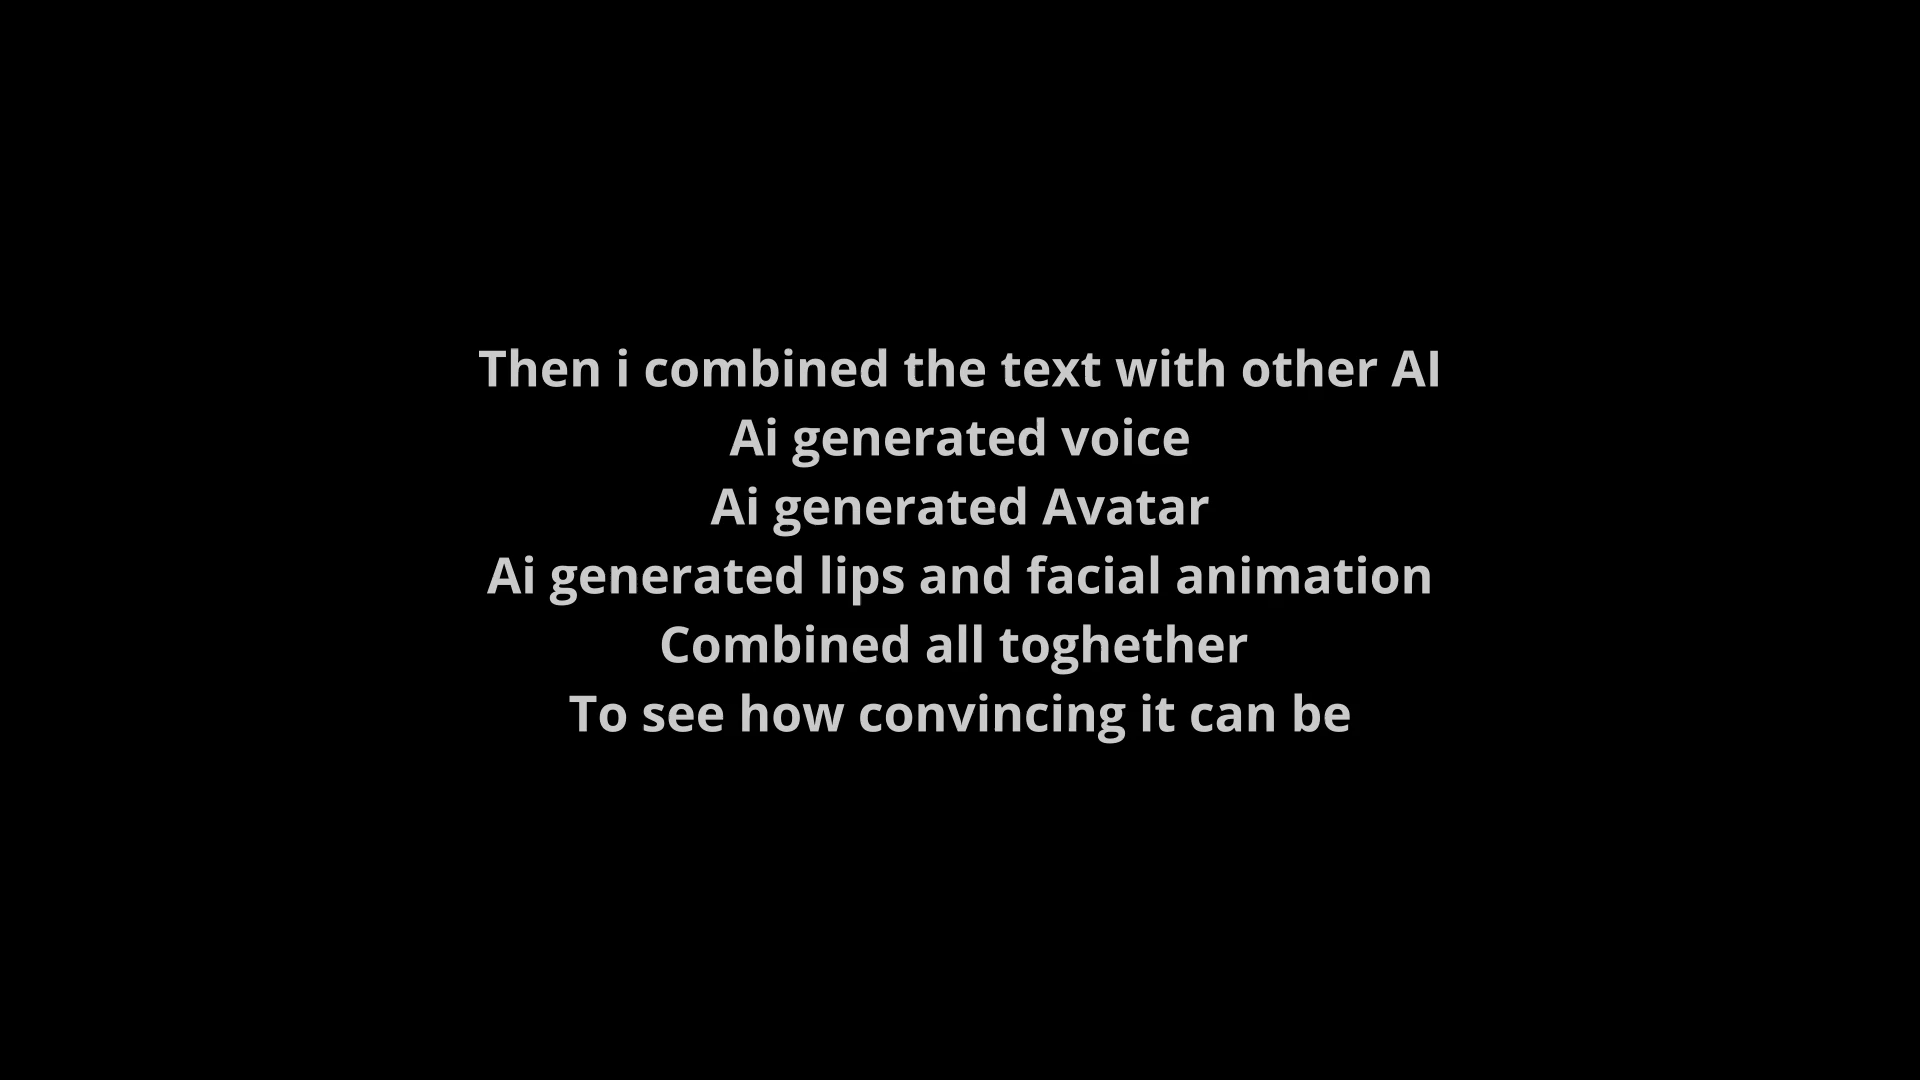 Then i combined the text with other AI
Ai generated voice
Ai generated Avatar
Ai generated lips and facial animation
Combined all toghether
To see how convincing it can be